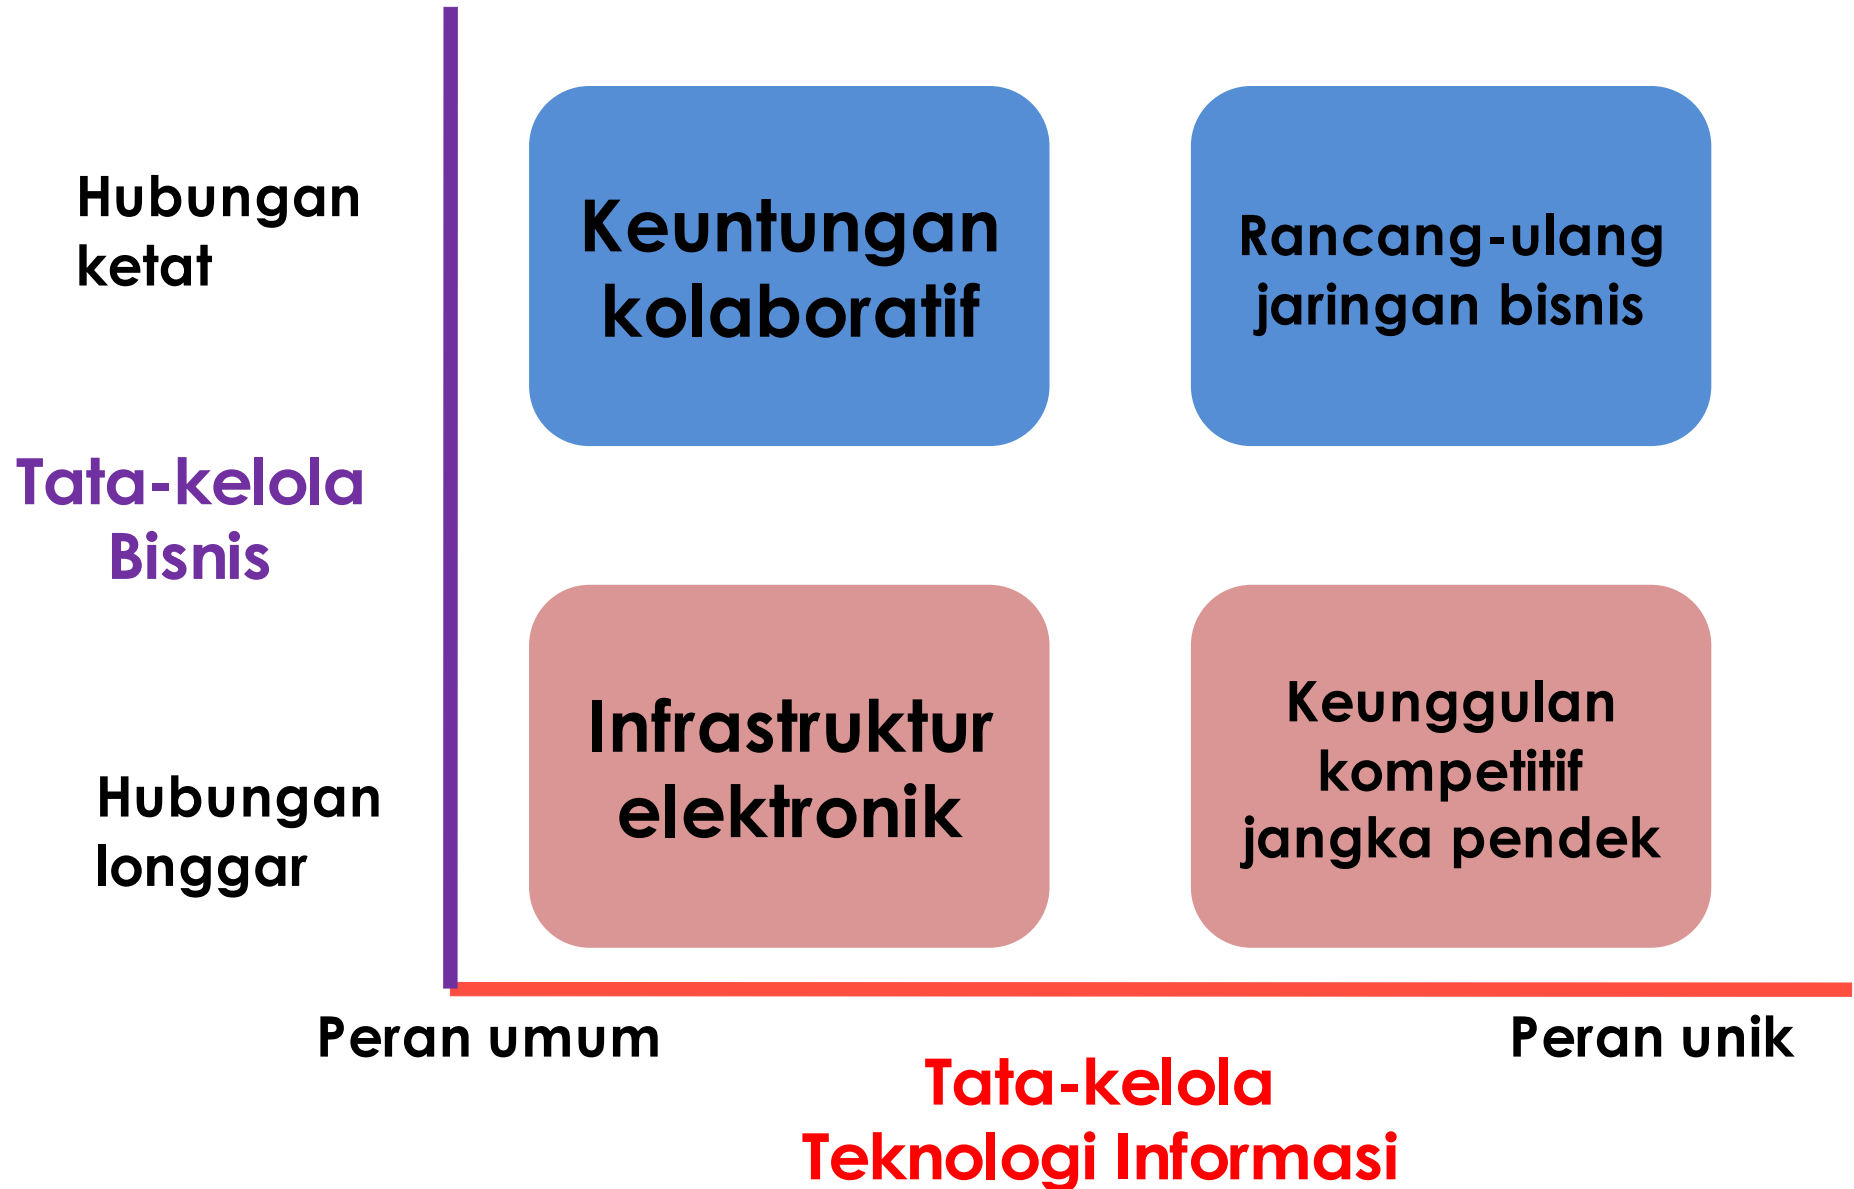 Hubungan
ketat
Keuntungan
kolaboratif
Rancang-ulang
jaringan bisnis
Tata-kelola
Bisnis
Hubungan
longgar
Infrastruktur
elektronik
Keunggulan
kompetitif
jangka pendek
Peran umum
Peran unik
Tata-kelola
Teknologi Informasi